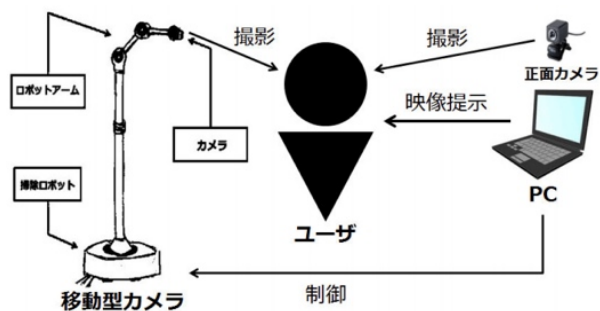 撮影
撮影
ロボットアーム
カメラ
正面カメラ
映像提示
掃除ロボット
PC
ユーザ
移動型カメラ
制御